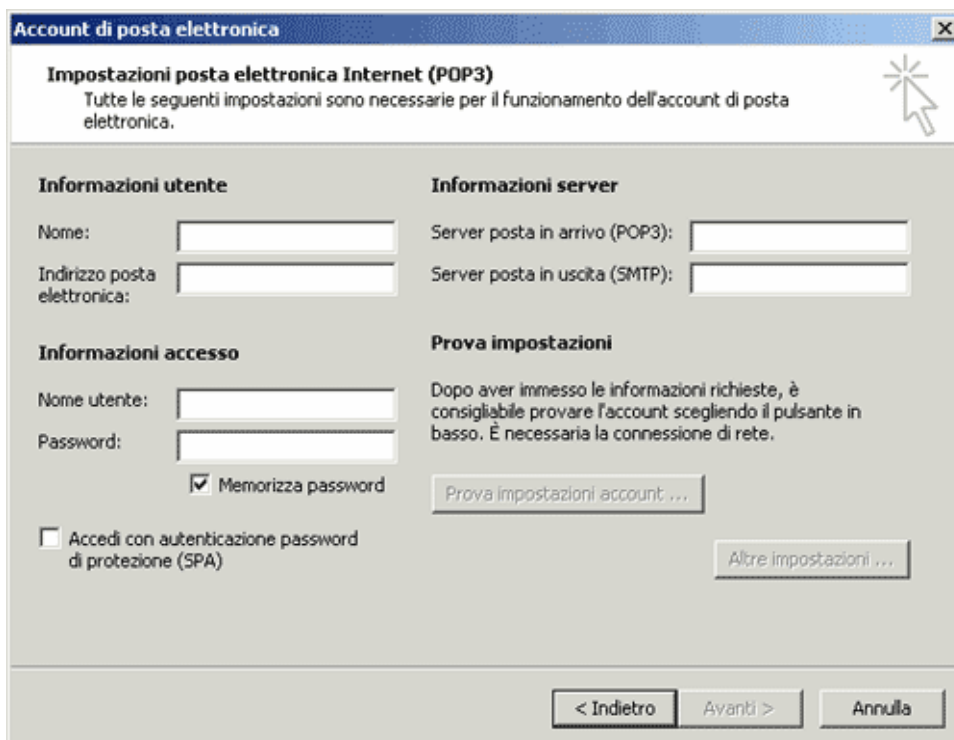 Account di posta elettronica
Impostazioni posta elettronica Internet (POP3)
Tutte le seguenti impostazioni sono necessarie per il funzionamento dell'account di posta
elettronica.
Informazioni utente
Nome:
Indirizzo posta
elettronica:
Informazioni accesso
Nome utente:
Password:
Memorizza password
Accedi con autenticazione password
di protezione (SPA)
Informazioni server
Server posta in arrivo (POP3):
Server posta in uscita (SMTP):
Prova impostazioni
Dopo aver immesso le informazioni richieste, è
consigliabile provare l'account scegliendo il pulsante in
basso. È necessaria la connessione di rete.
Prova impostazioni account ...
Altre impostazioni ...
< Indietro
Avanti >
Annulla